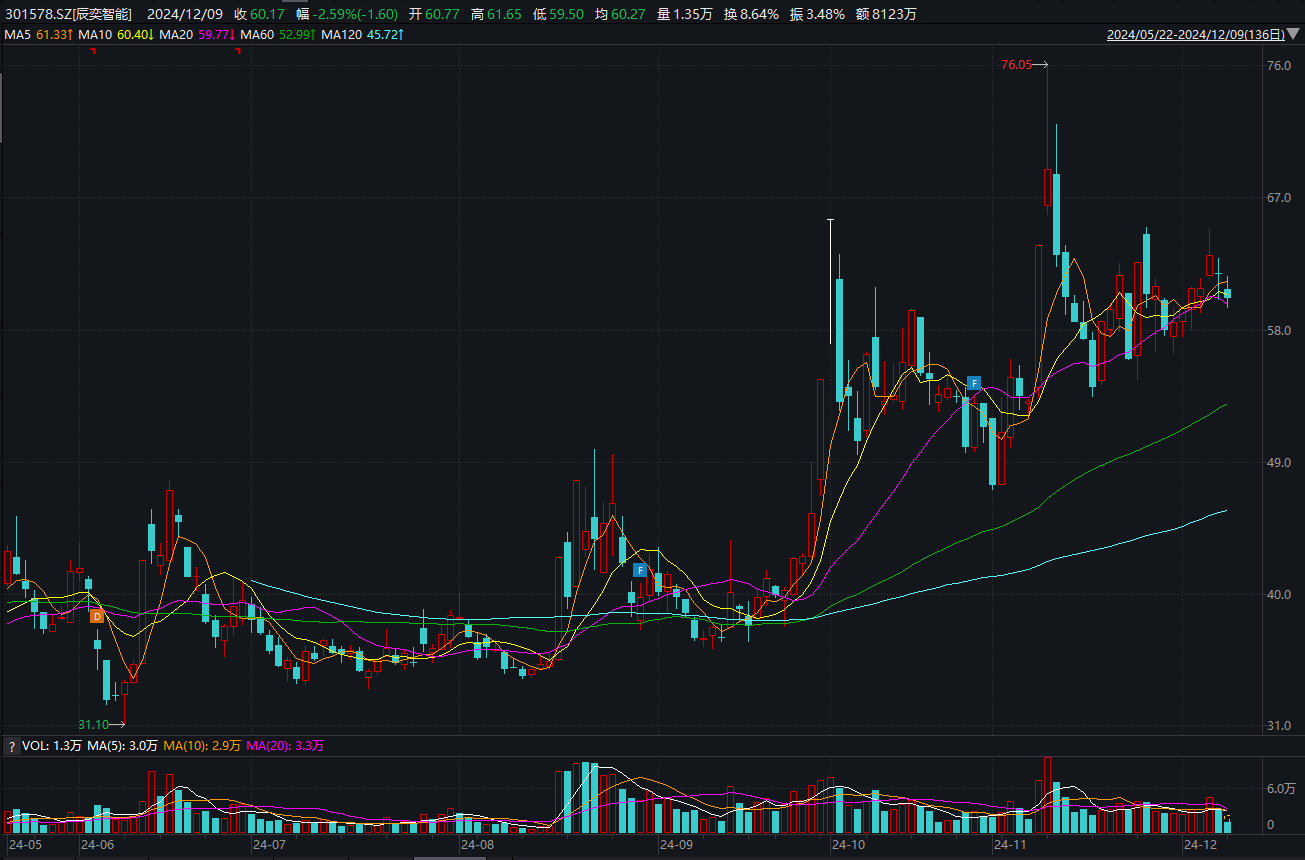 301578.SZ[辰奕智能] 2024/12/09 收 60.17 幅 -2.59%(-1.60) 开 60.77 高 61.65 低 59.50 均 60.27 量 1.35万 换 8.64% 振 3.48% 额 8123万
MA5 61.33↑ MA10 60.40↓ MA20 59.77↓ MA60 52.99↑ MA120 45.72↑ 2024/05/22-2024/12/09(136日)
76.05 76.0
67.0
58.0
F
49.0
F
40.0
D
31.10 31.0
? VOL: 1.3万 MA(5): 3.0万 MA(10): 2.9万 MA(20): 3.3万
6.0万
0
24-05 24-06 24-07 24-08 24-09 24-10 24-11 24-12